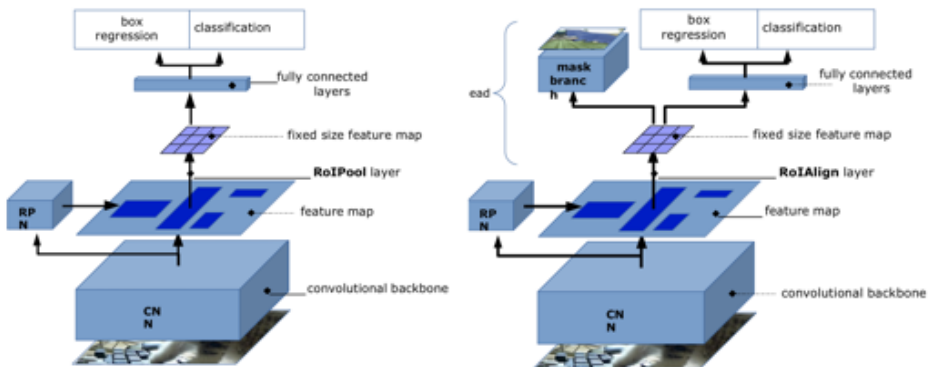 box
regression
classification
fully connected
layers
fixed size feature map
RoIPool layer
RP
N
feature map
convolutional backbone
CN
N
box
regression
classification
mask
branc
h
ead
fully connected
layers
fixed size feature map
RoIAlign layer
RP
N
feature map
convolutional backbone
CN
N